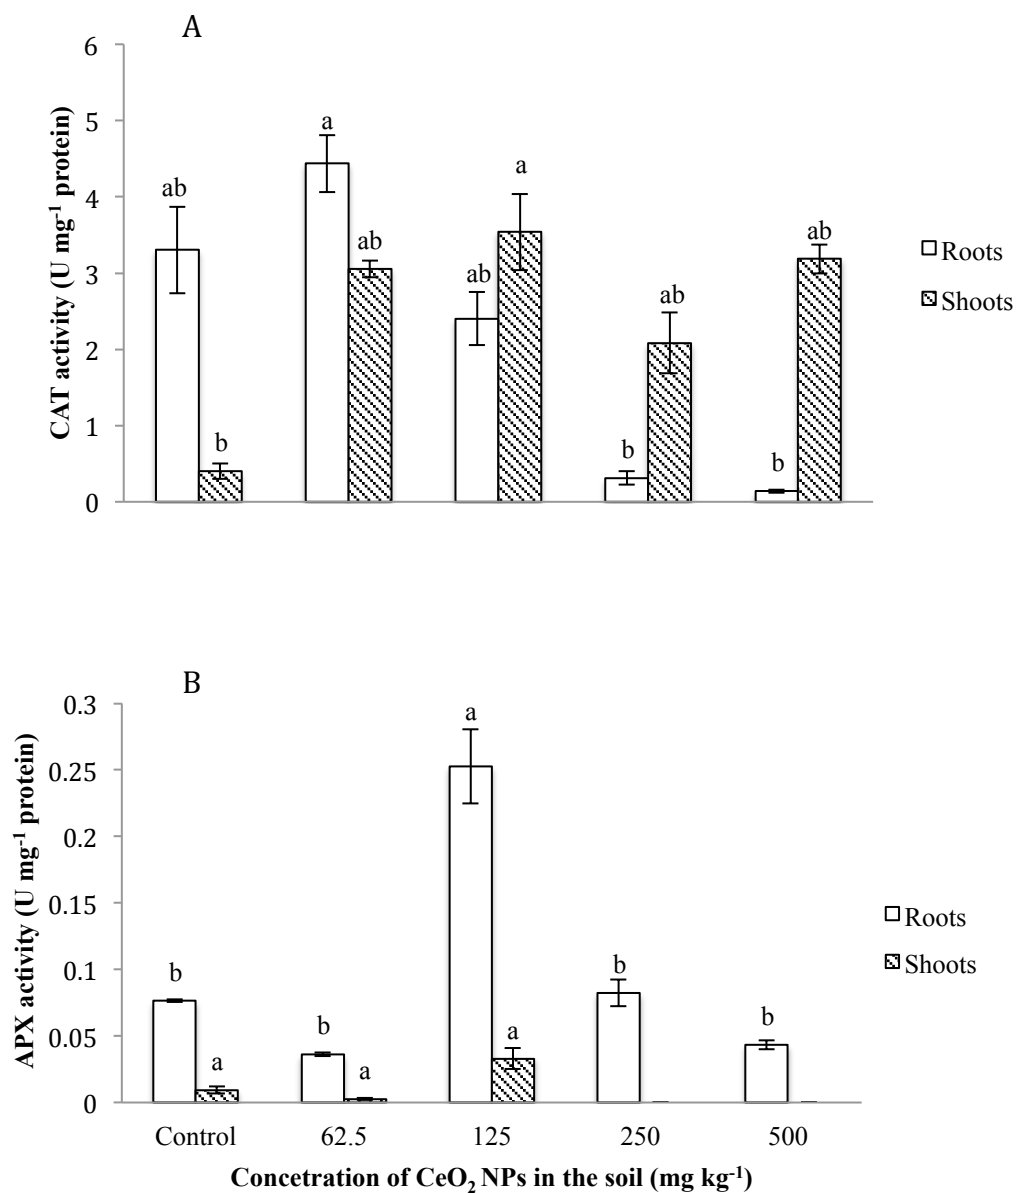 A
6
5
4
3
2
1
0
CAT activity (U mg⁻¹ protein)
ab
b
a
ab
ab
a
b
ab
b
ab
Roots
Shoots
B
0.3
0.25
0.2
0.15
0.1
0.05
0
APX activity (U mg⁻¹ protein)
b
a
b
a
a
a
b
b
Roots
Shoots
Control 62.5 125 250 500
Concetration of CeO₂ NPs in the soil (mg kg⁻¹)